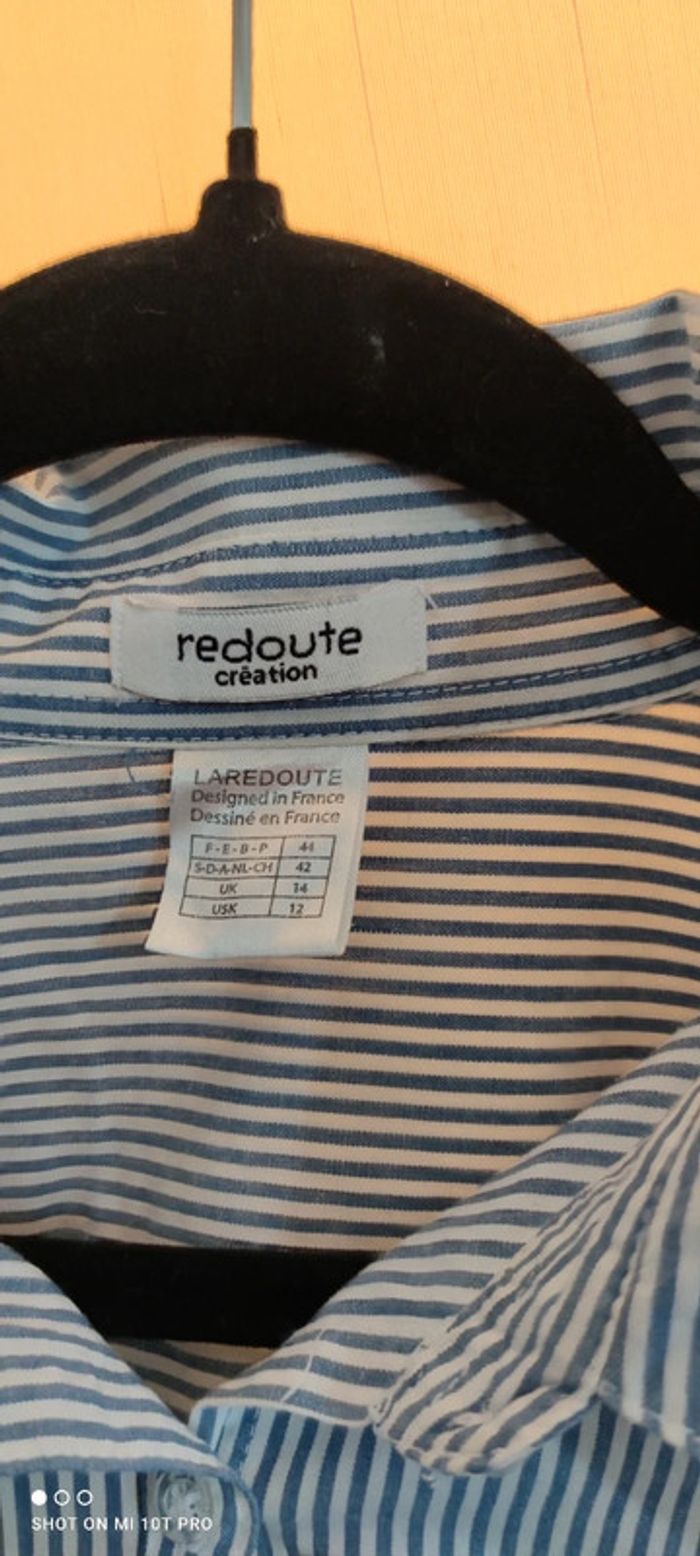 redoute
création
LAREDOUTE
Designed in France
Dessiné en France
F-E-B-P 44
S-D-A-NL-CH 42
UK 14
USK 12
SHOT ON MI 10T PRO